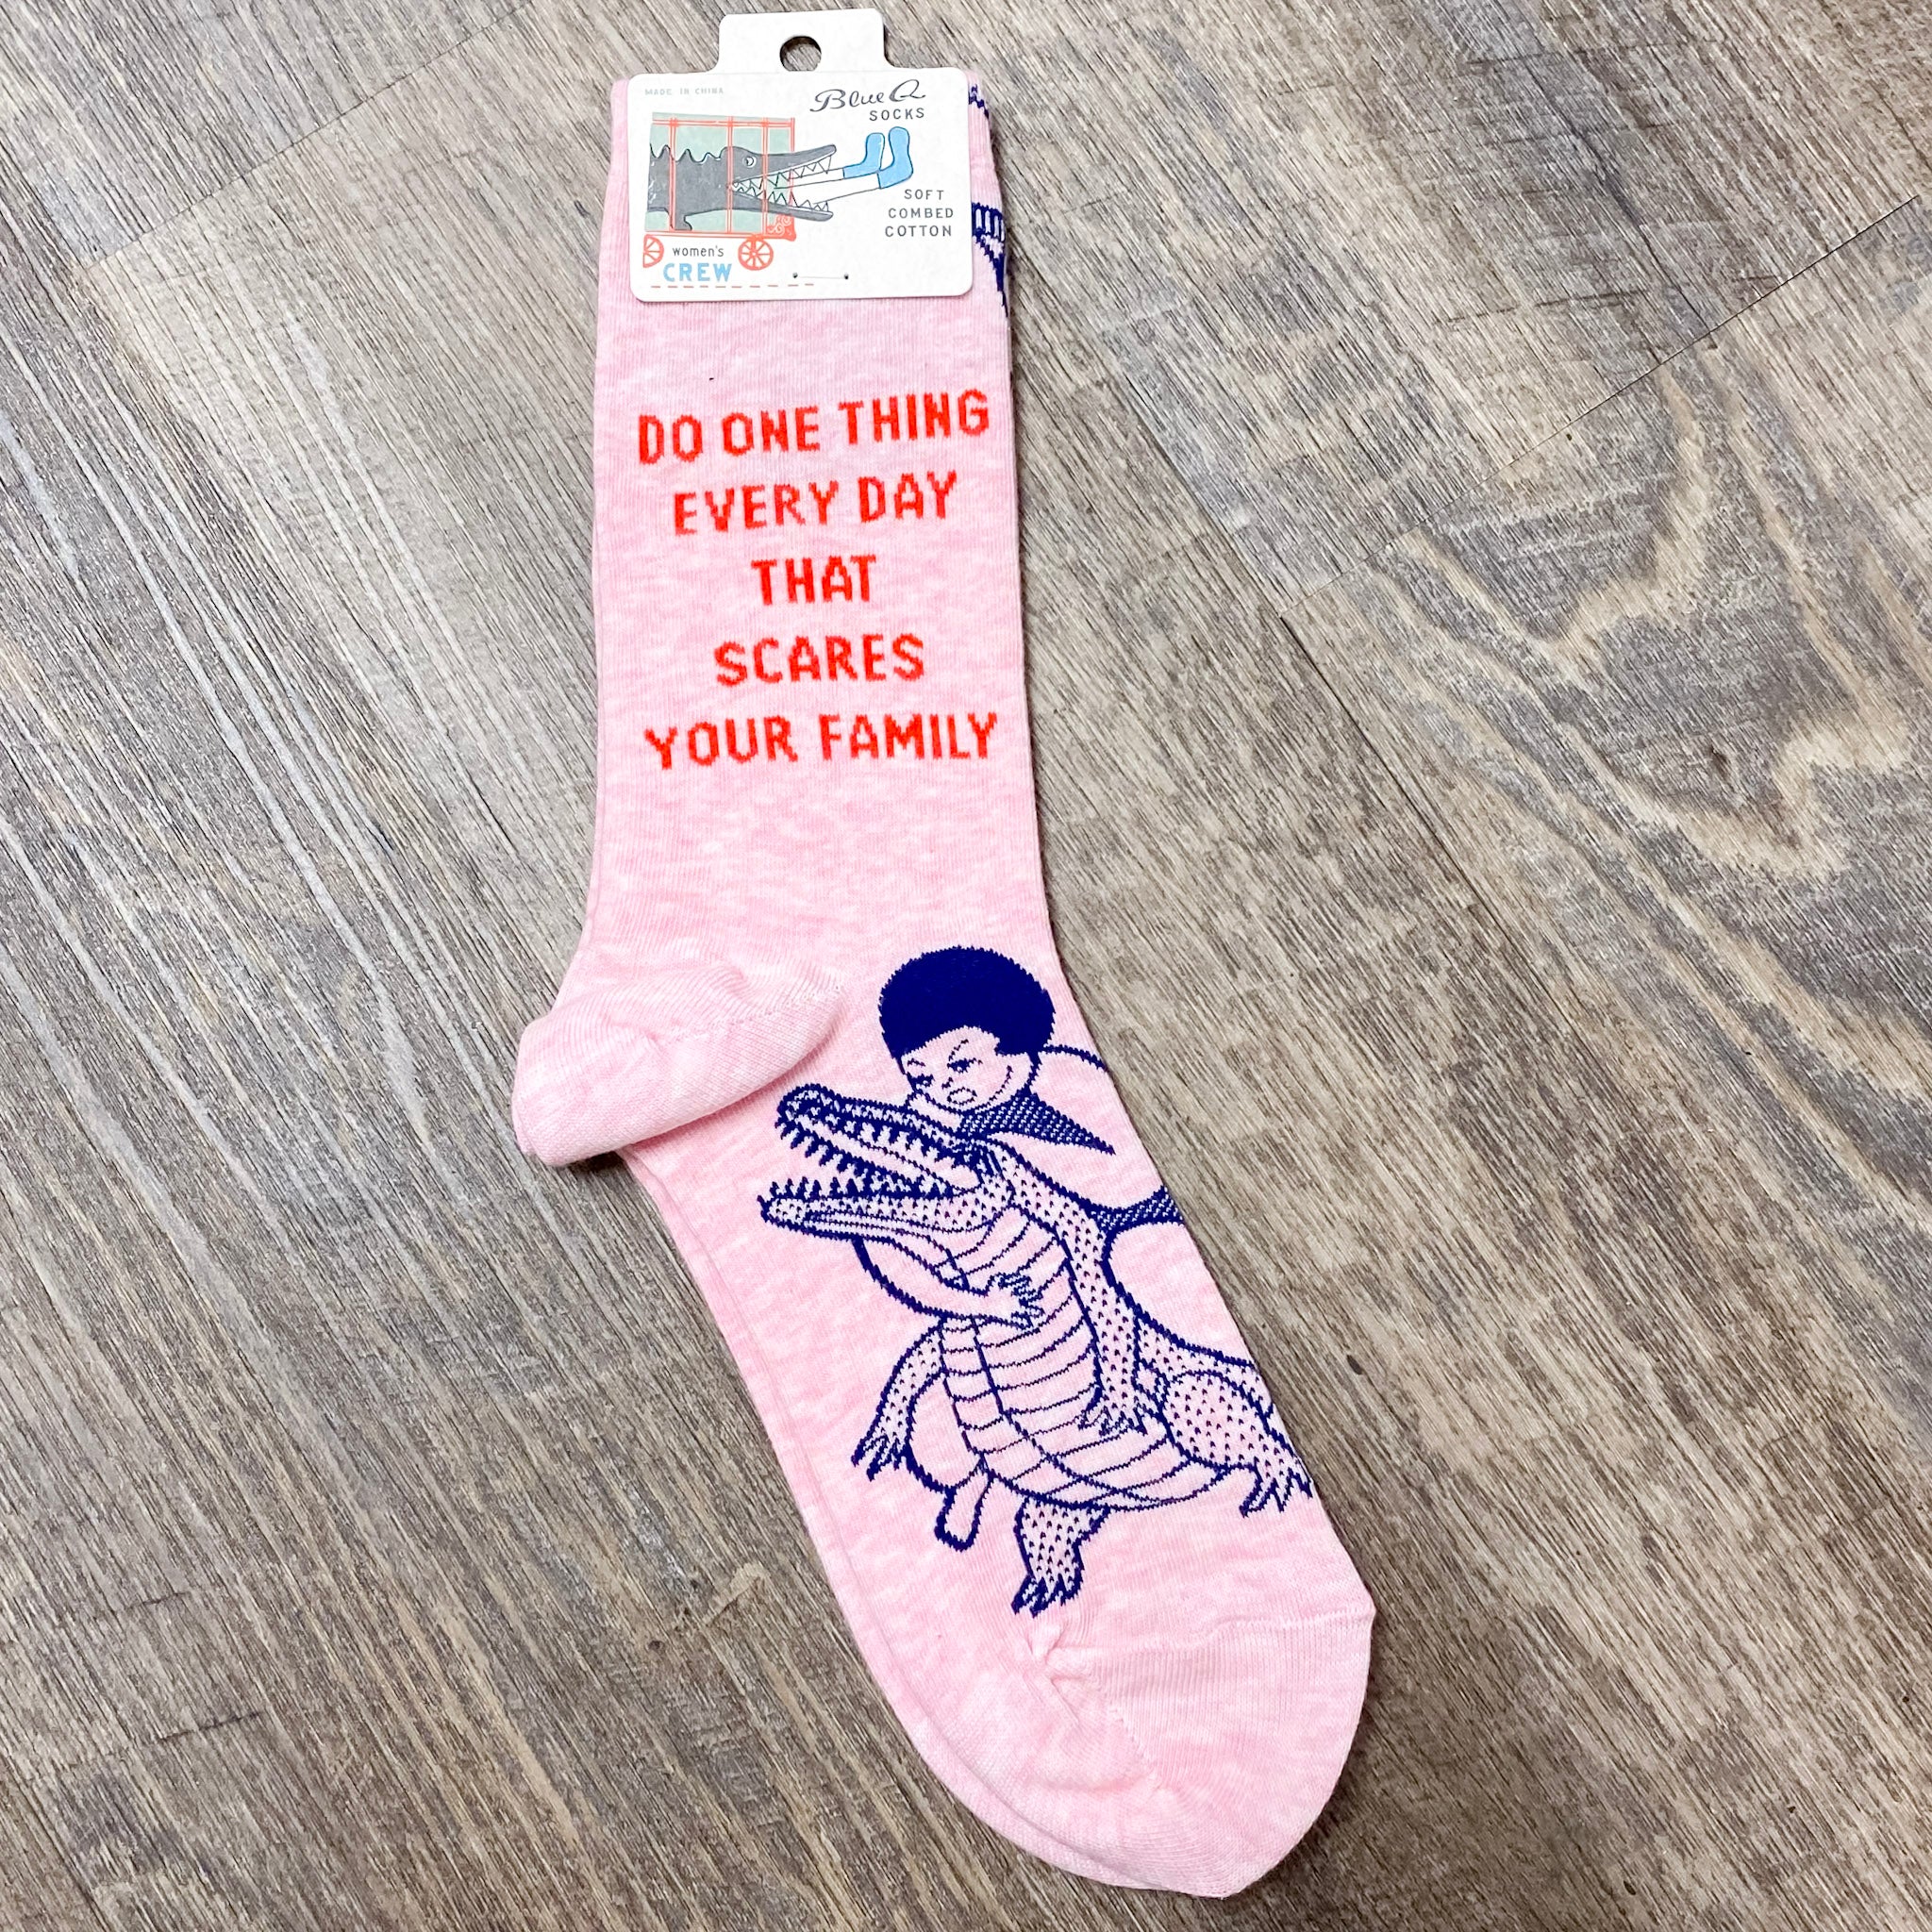 MADE IN CHINA
Blue Q
SOCKS
SOFT
COMBED
COTTON
women's
CREW
DO ONE THING
EVERY DAY
THAT
SCARES
YOUR FAMILY